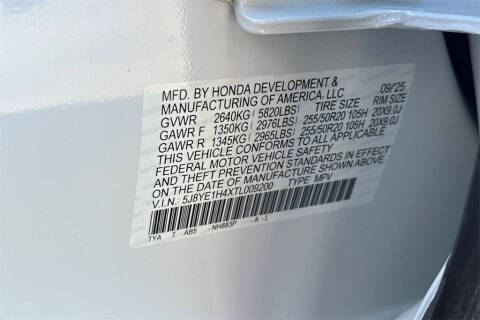 MFD. BY HONDA DEVELOPMENT & 09/25
MANUFACTURING OF AMERICA, LLC
GVWR 2640KG (5820LBS) TIRE SIZE RIM SIZE
GAWR F 1350KG (2976LBS) 255/50R20 105H 20X9.0J
GAWR R 1345KG (2965LBS) 255/50R20 105H 20X9.0J
THIS VEHICLE CONFORMS TO ALL APPLICABLE
FEDERAL MOTOR VEHICLE SAFETY
AND THEFT PREVENTION STANDARDS IN EFFECT
ON THE DATE OF MANUFACTURE SHOWN ABOVE.
V.I.N.: 5J8YE1H4XTL009200 TYPE: MPV
TYA T ABS NH883P A - L